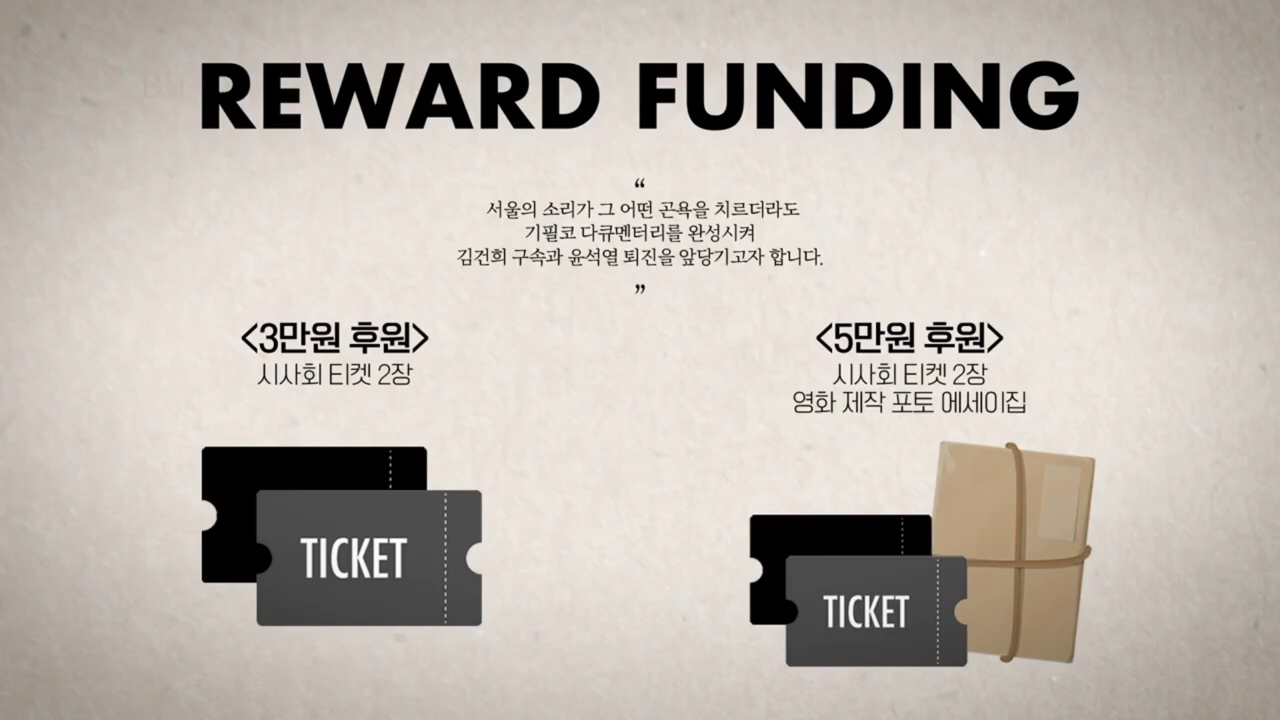 REWARD FUNDING
“
서울의 소리가 그 어떤 곤욕을 치르더라도
기필코 다큐멘터리를 완성시켜
김건희 구속과 윤석열 퇴진을 앞당기고자 합니다.
”
<3만원 후원>
시사회 티켓 2장
<5만원 후원>
시사회 티켓 2장
영화 제작 포토 에세이집
TICKET
TICKET